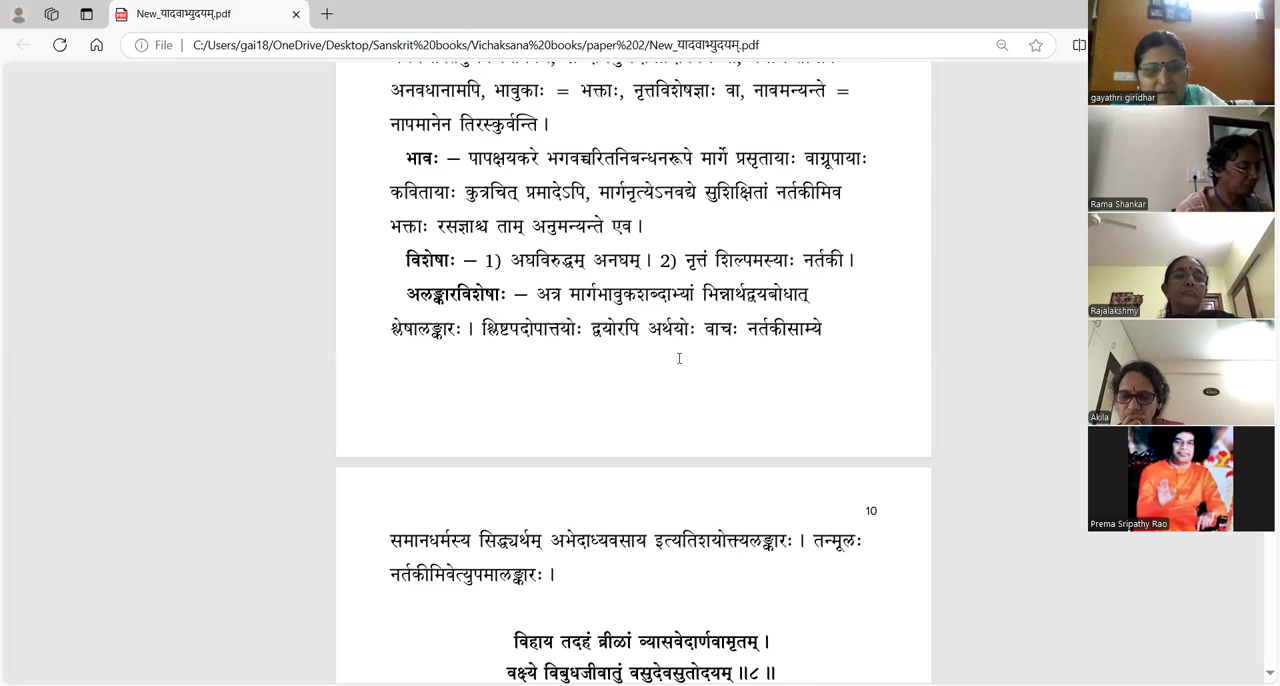 New_यादवाभ्युदयम्.pdf
File
C:/Users/gai18/OneDrive/Desktop/Sanskrit%20books/Vichaksana%20books/paper%202/New_यादवाभ्युदयम्.pdf
अनवधानामपि, भावुकाः = भक्ताः, नृत्तविशेषज्ञाः वा, नावमन्यन्ते =
नापमानेन तिरस्कुर्वन्ति ।
भावः – पापक्षयकरे भगवच्चरितनिबन्धनरूपे मार्गे प्रसृतायाः वाग्रूपायाः
कवितायाः कुत्रचित् प्रमादेऽपि, मार्गनृत्येऽनवद्ये सुशिक्षितां नर्तकीमिव
भक्ताः रसज्ञाश्च ताम् अनुमन्यन्ते एव ।
विशेषाः – 1) अघविरुद्धम् अनघम् । 2) नृत्तं शिल्पमस्याः नर्तकी ।
अलङ्कारविशेषाः – अत्र मार्गभावुकशब्दाभ्यां भिन्नार्थद्वयबोधात्
श्लेषालङ्कारः । श्लिष्टपदोपात्तयोः द्वयोरपि अर्थयोः वाचः नर्तकीसाम्ये
10
समानधर्मस्य सिद्ध्यर्थम् अभेदाध्यवसाय इत्यतिशयोक्त्यलङ्कारः । तन्मूलः
नर्तकीमिवेत्युपमालङ्कारः ।
विहाय तदहं व्रीळां व्यासवेदार्णवामृतम् ।
वक्ष्ये विबुधजीवातुं वसुदेवसुतोदयम् ॥८॥
gayathri giridhar
Rama Shankar
Rajalakshmy
Akila
Prema Sripathy Rao